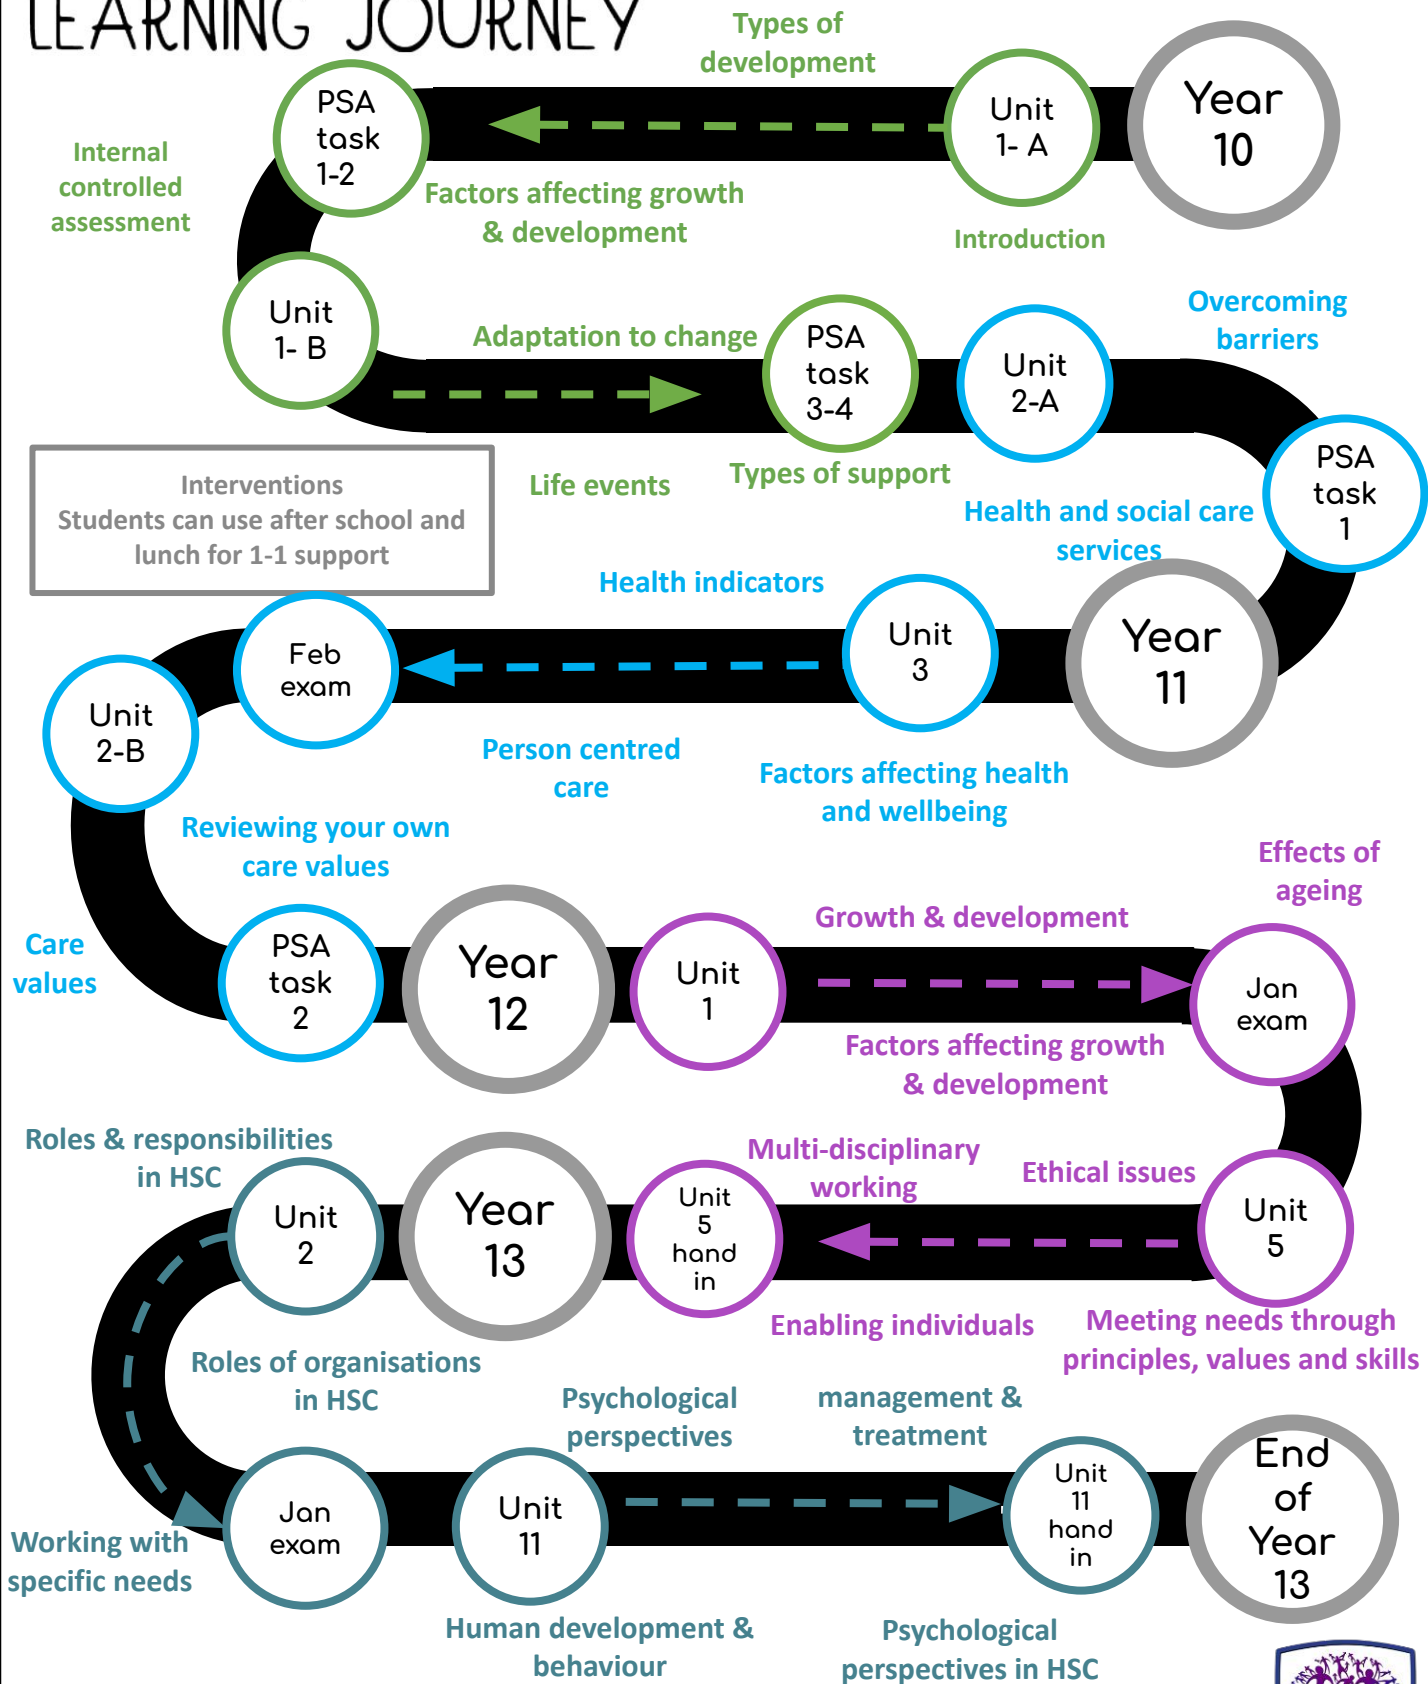 LEARNING JOURNEY
Types of
development
Year
10
Unit
1- A
PSA
task
1-2
Internal
controlled
assessment
Factors affecting growth
& development
Introduction
Unit
1- B
Adaptation to change
PSA
task
3-4
Unit
2-A
Overcoming
barriers
Interventions
Students can use after school and
lunch for 1-1 support
Life events
Types of support
PSA
task
1
Health and social care
services
Health indicators
Year
11
Unit
3
Feb
exam
Unit
2-B
Person centred
care
Factors affecting health
and wellbeing
Reviewing your own
care values
Care
values
PSA
task
2
Year
12
Unit
1
Growth & development
Effects of
ageing
Jan
exam
Factors affecting growth
& development
Roles & responsibilities
in HSC
Unit
2
Year
13
Unit
5
hand
in
Multi-disciplinary
working
Ethical issues
Unit
5
Enabling individuals
Meeting needs through
principles, values and skills
Roles of organisations
in HSC
Psychological
perspectives
management &
treatment
Working with
specific needs
Jan
exam
Unit
11
Unit
11
hand
in
End
of
Year
13
Human development &
behaviour
Psychological
perspectives in HSC